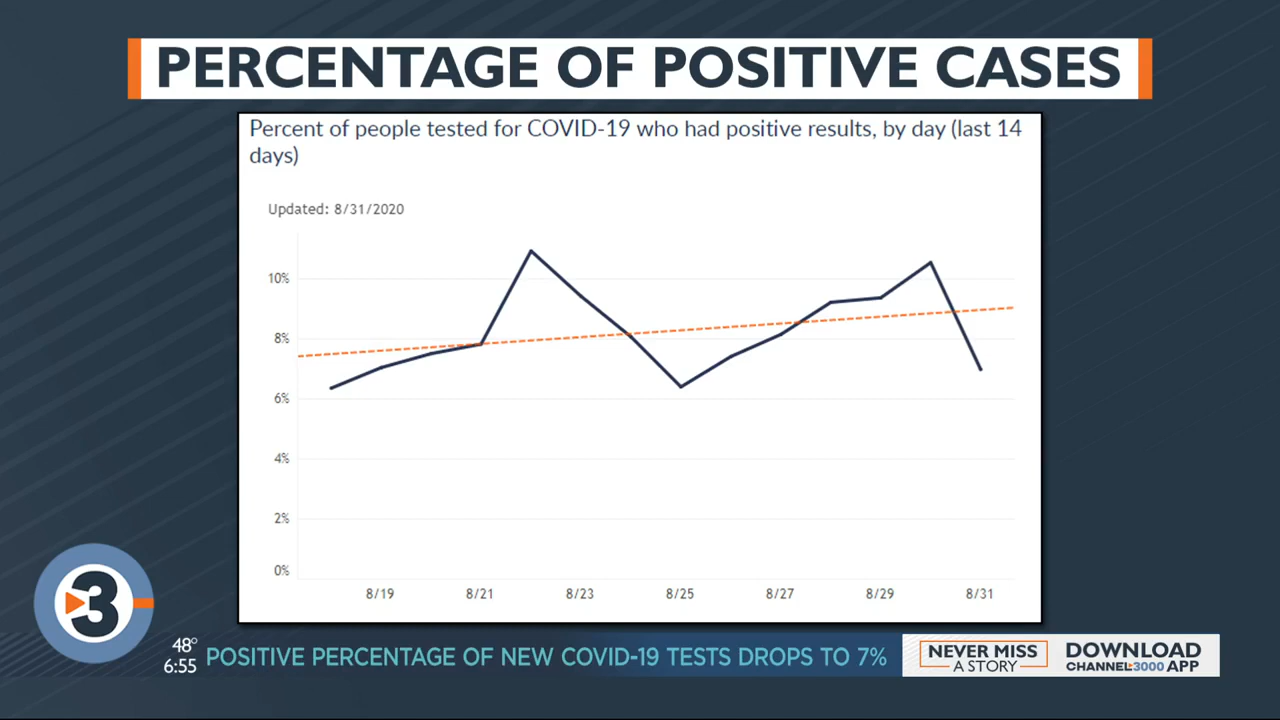 PERCENTAGE OF POSITIVE CASES
Percent of people tested for COVID-19 who had positive results, by day (last 14
days)
Updated: 8/31/2020
10%
8%
6%
4%
2%
0%
8/19 8/21 8/23 8/25 8/27 8/29 8/31
3
48°
6:55
POSITIVE PERCENTAGE OF NEW COVID-19 TESTS DROPS TO 7%
NEVER MISS
A STORY
DOWNLOAD
CHANNEL3000 APP